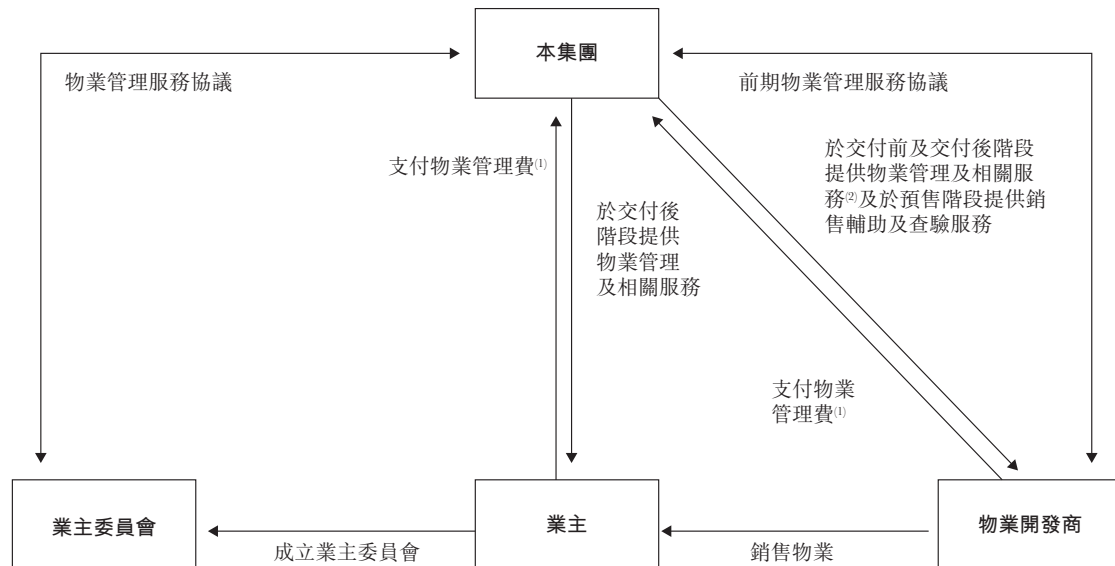 本集團
物業管理服務協議
前期物業管理服務協議
支付物業管理費(1)
於交付後
階段提供
物業管理
及相關服務
於交付前及交付後階段
提供物業管理及相關服
務(2)及於預售階段提供銷
售輔助及查驗服務
支付物業
管理費(1)
業主委員會
業主
物業開發商
成立業主委員會
銷售物業